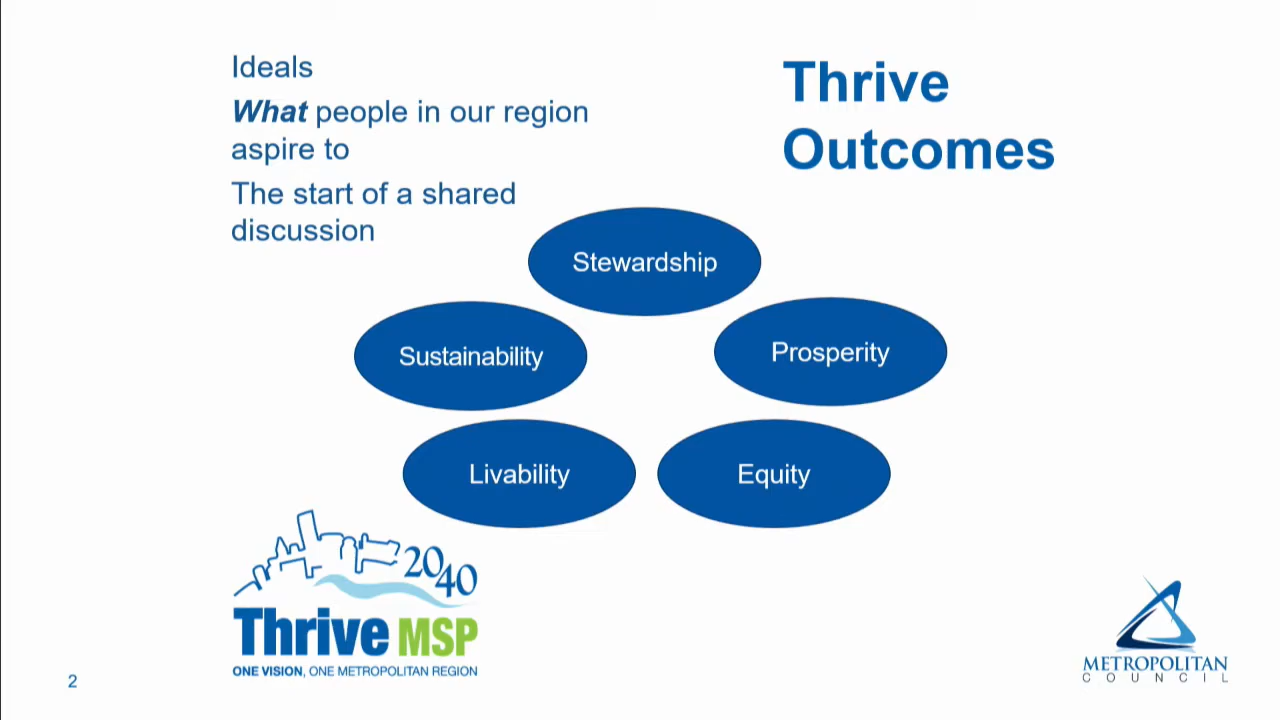 Ideals
What people in our region
aspire to
The start of a shared
discussion
Thrive
Outcomes
Stewardship
Sustainability
Prosperity
Livability
Equity
2040
Thrive MSP
ONE VISION, ONE METROPOLITAN REGION
METROPOLITAN
COUNCIL
2